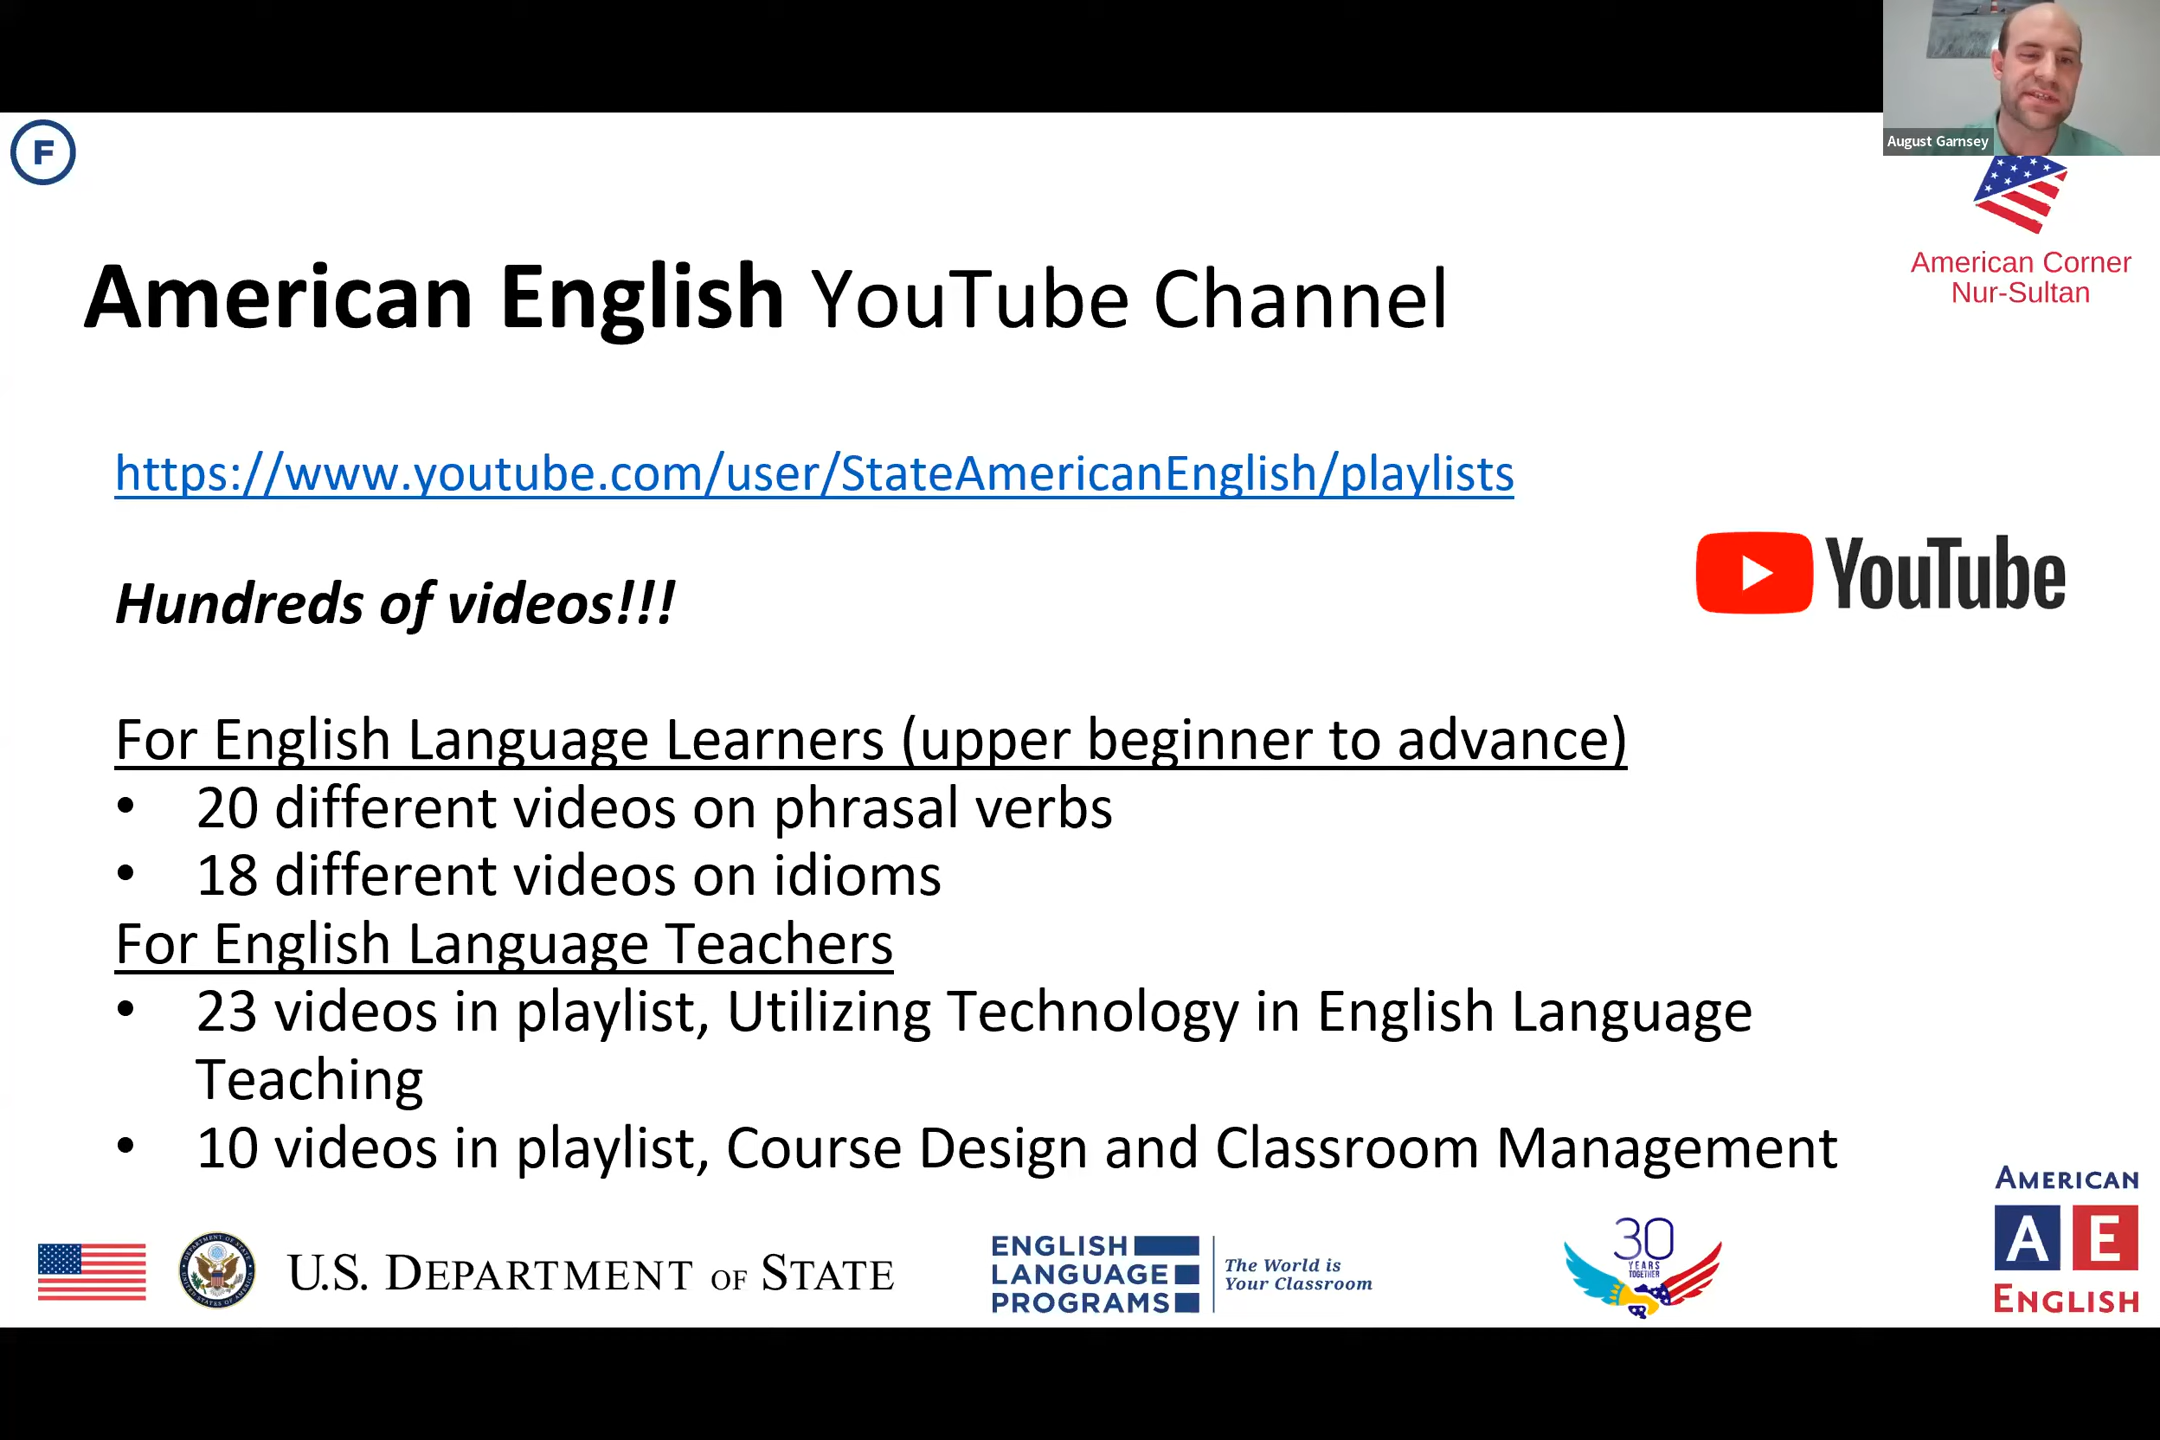 August Garnsey
F
American Corner
Nur-Sultan
American English YouTube Channel
https://www.youtube.com/user/StateAmericanEnglish/playlists
YouTube
Hundreds of videos!!!
For English Language Learners (upper beginner to advance)
• 20 different videos on phrasal verbs
• 18 different videos on idioms
For English Language Teachers
• 23 videos in playlist, Utilizing Technology in English Language
Teaching
• 10 videos in playlist, Course Design and Classroom Management
U.S. DEPARTMENT OF STATE
ENGLISH
LANGUAGE
PROGRAMS
The World is
Your Classroom
30
YEARS
TOGETHER
AMERICAN
A E
ENGLISH